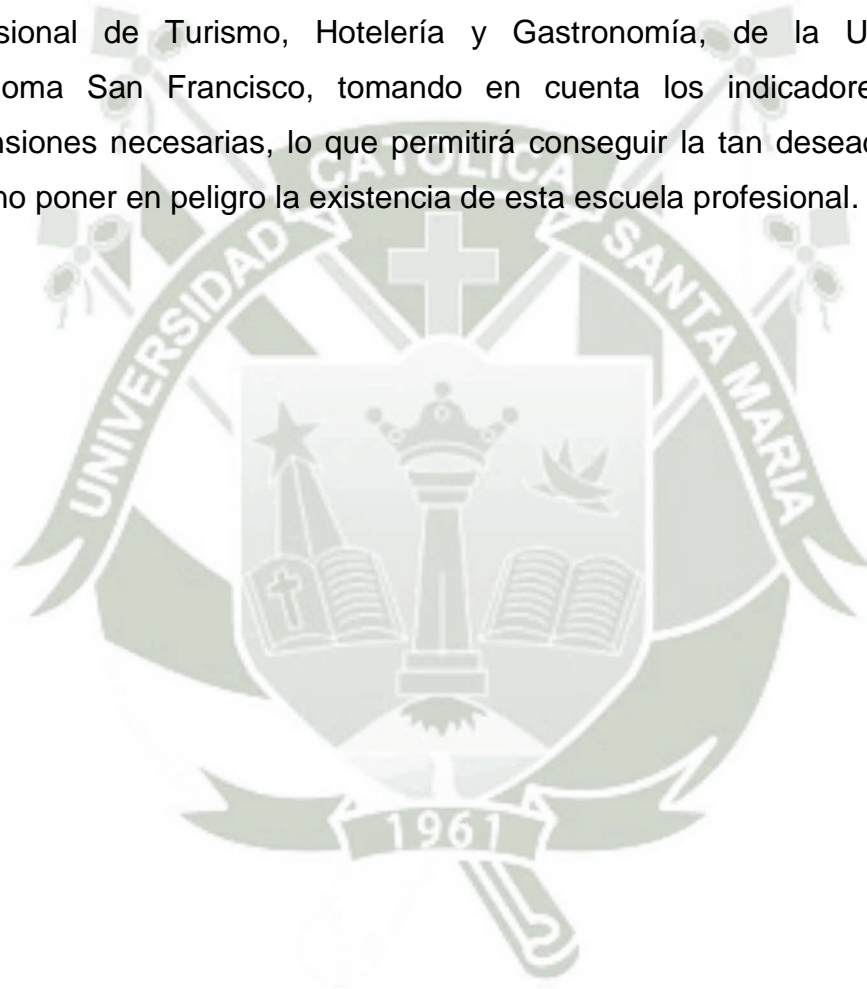 sional de Turismo, Hotelería y Gastronomía, de la U
oma San Francisco, tomando en cuenta los indicadore
nsiones necesarias, lo que permitirá conseguir la tan desead
no poner en peligro la existencia de esta escuela profesional.
UNIVERSIDAD CATOLICA SANTA MARIA
1961